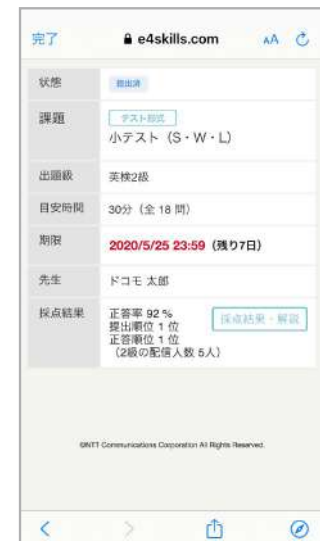 完了 e4skills.com AA
状態 提出済
課題 テスト形式
小テスト（S・W・L）
出題級 英検2級
目安時間 30分（全 18 問）
期限 2020/5/25 23:59（残り7日）
先生 ドコモ 太郎
採点結果 正答率 92 %
提出順位 1 位
正答順位 1 位
（2級の配信人数 5人）
採点結果・解説
©NTT Communications Corporation All Rights Reserved.